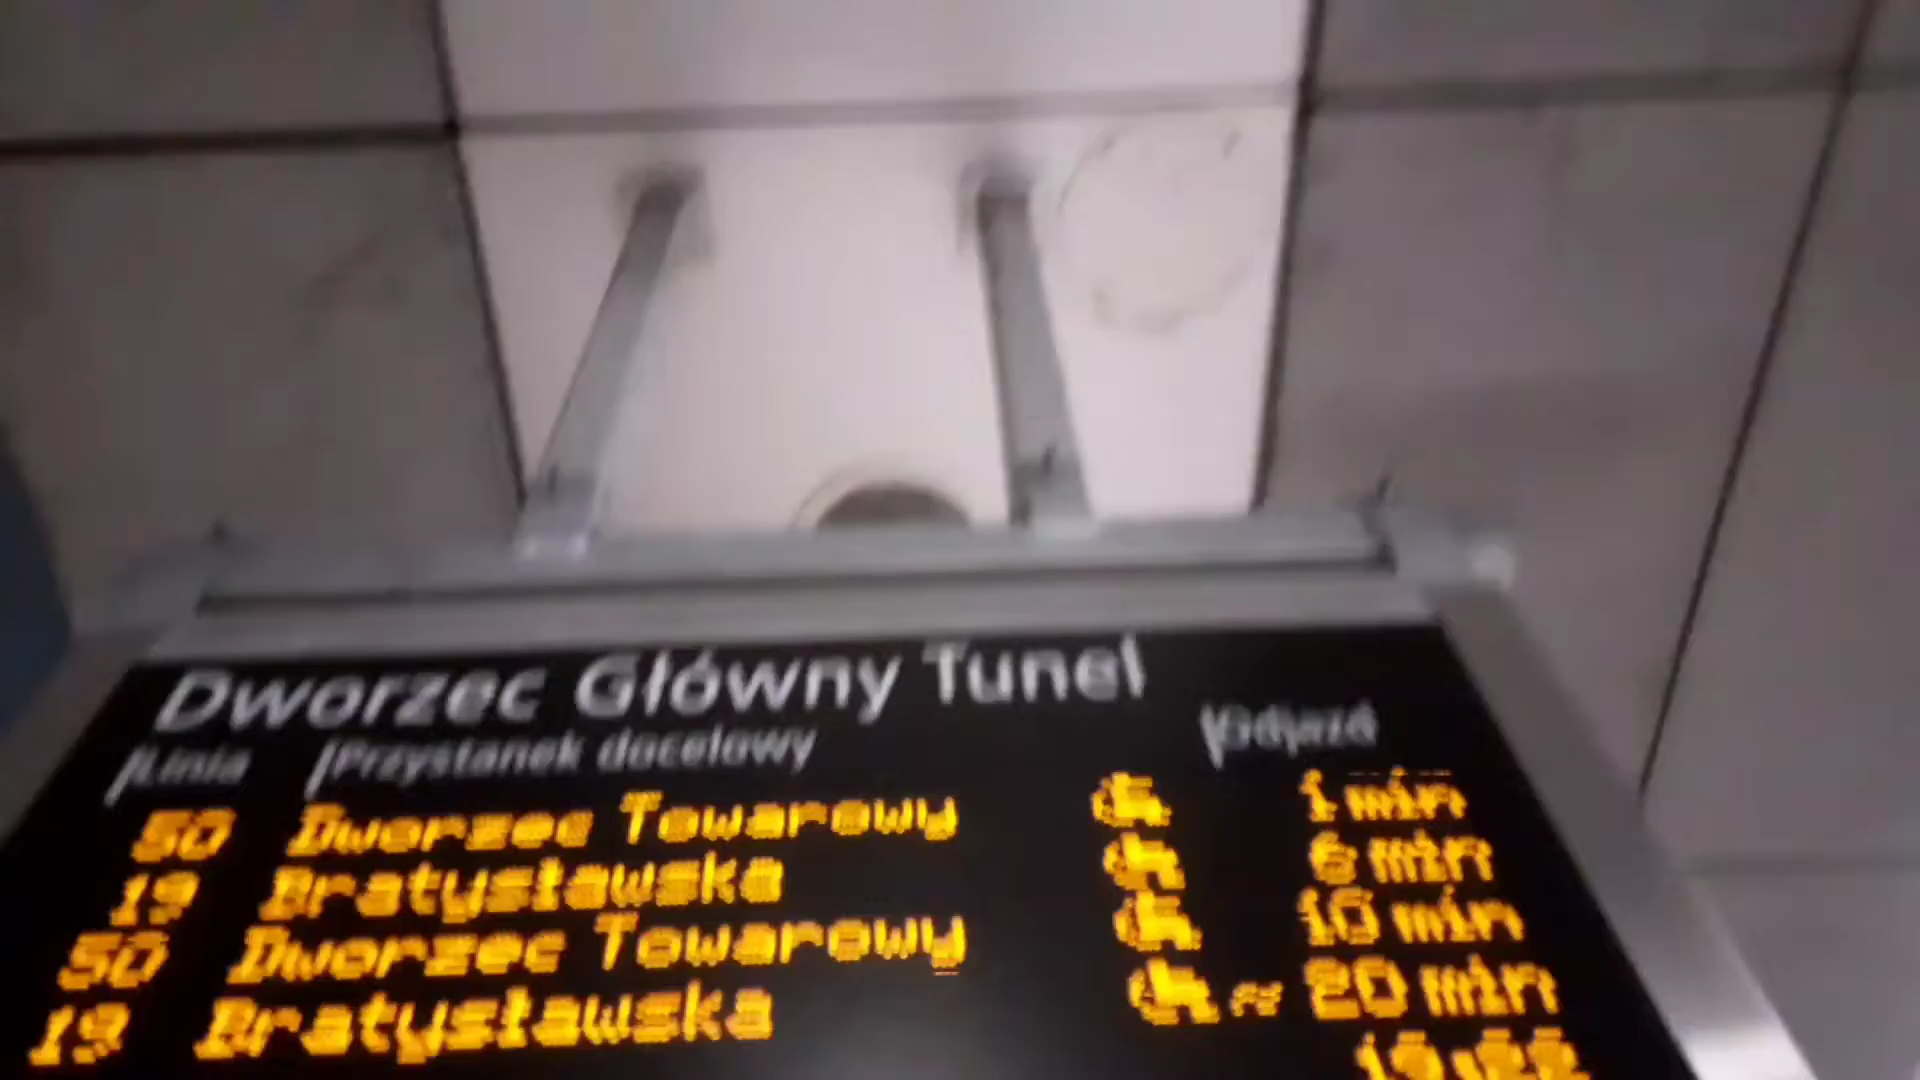 Dworzec Główny Tunel
Linia Przystanek docelowy Odjazd
50 Dworzec Towarowy 1 min
19 Bratysławska 6 min
50 Dworzec Towarowy 10 min
19 Bratysławska 20 min